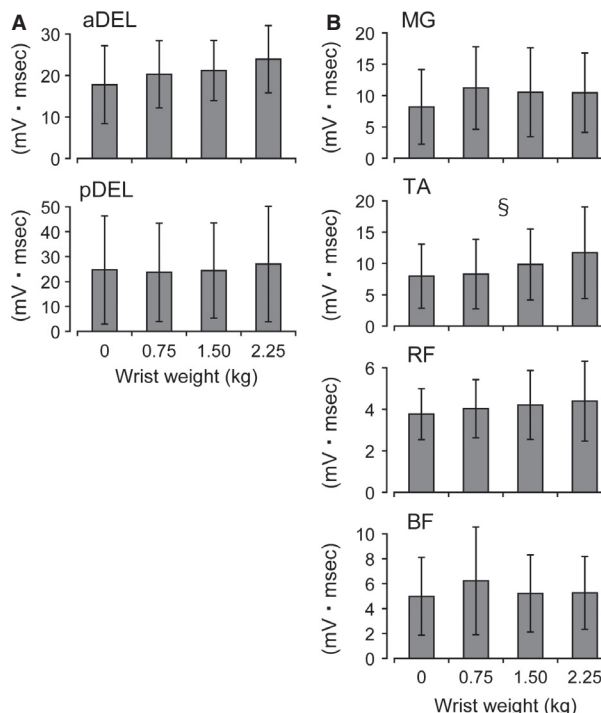 A
aDEL
(mV・msec)
30
20
10
0
pDEL
(mV・msec)
50
40
30
20
10
0
0 0.75 1.50 2.25
Wrist weight (kg)
B
MG
(mV・msec)
20
15
10
5
0
TA
§
(mV・msec)
20
15
10
5
0
RF
(mV・msec)
6
4
2
0
BF
(mV・msec)
10
8
6
4
2
0
0 0.75 1.50 2.25
Wrist weight (kg)